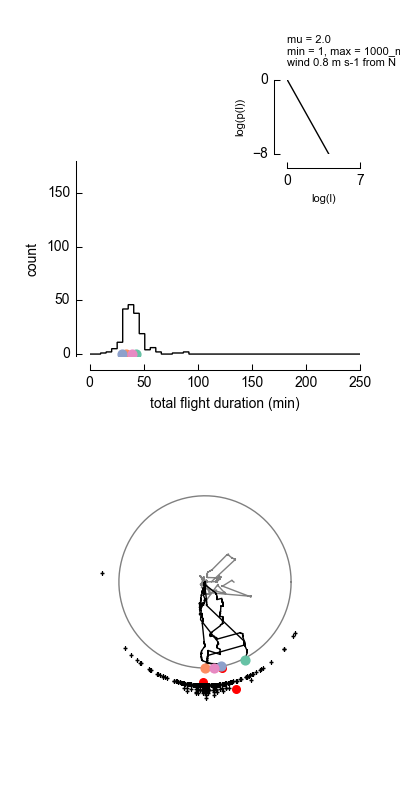 mu = 2.0
min = 1, max = 1000_m
wind 0.8 m s-1 from N
0
−8
log(p(l))
0 7
log(l)
150
100
50
0
count
0 50 100 150 200 250
total flight duration (min)